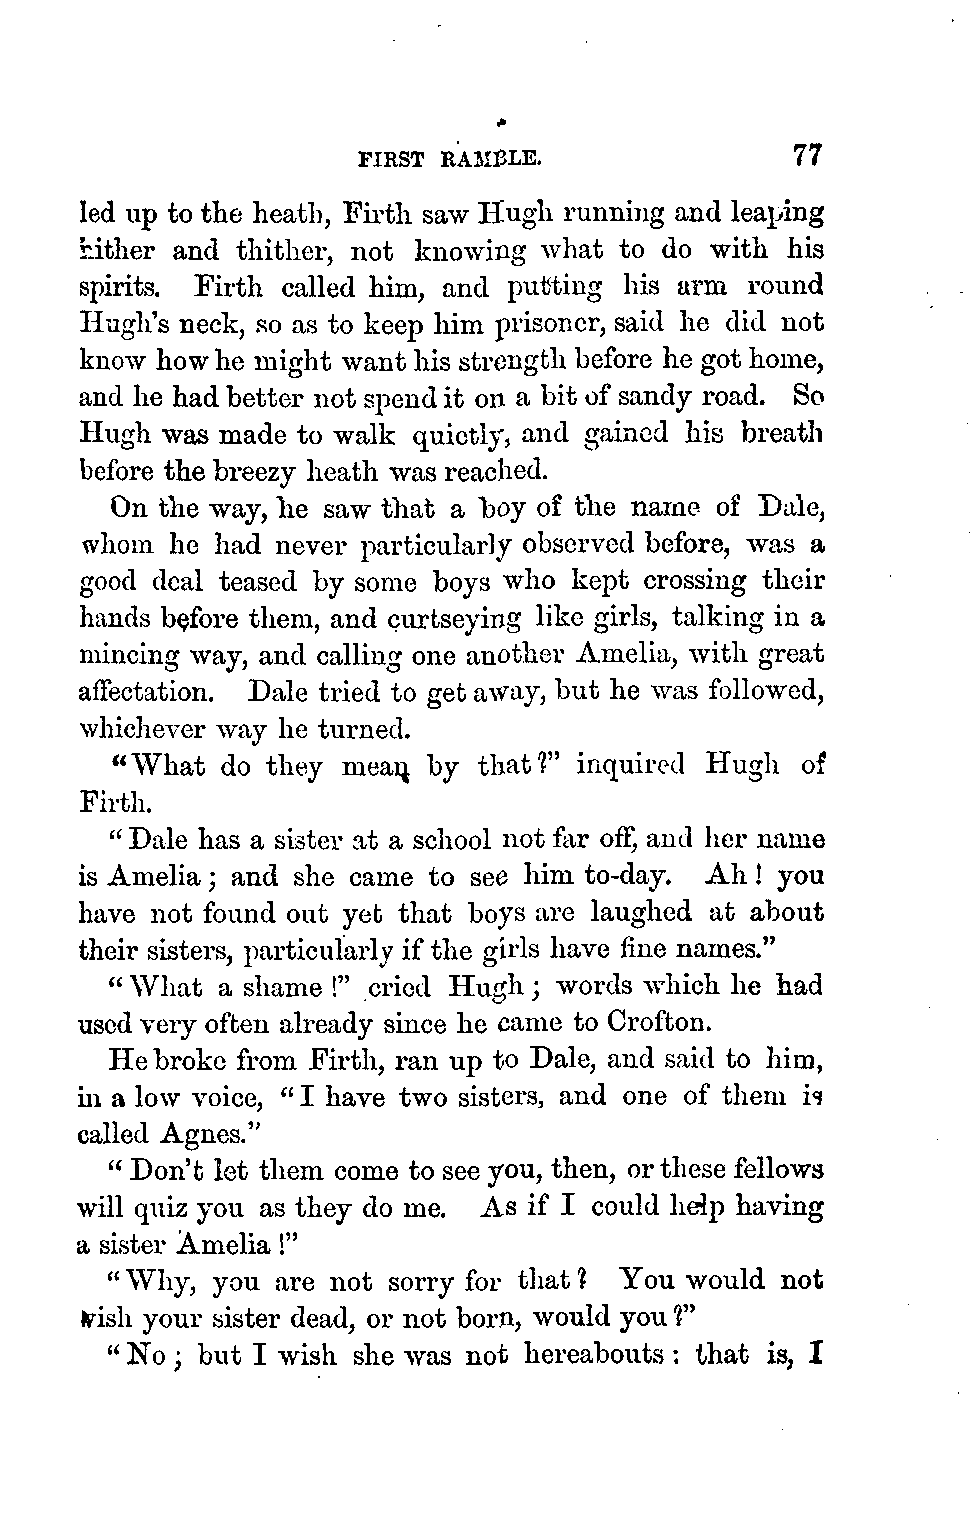 FIRST RAMBLE. 77
led up to the heath, Firth saw Hugh running and leaping
hither and thither, not knowing what to do with his
spirits. Firth called him, and putting his arm round
Hugh's neck, so as to keep him prisoner, said he did not
know how he might want his strength before he got home,
and he had better not spend it on a bit of sandy road. So
Hugh was made to walk quietly, and gained his breath
before the breezy heath was reached.
On the way, he saw that a boy of the name of Dale,
whom he had never particularly observed before, was a
good deal teased by some boys who kept crossing their
hands before them, and curtseying like girls, talking in a
mincing way, and calling one another Amelia, with great
affectation. Dale tried to get away, but he was followed,
whichever way he turned.
"What do they mean by that?" inquired Hugh of
Firth.
"Dale has a sister at a school not far off, and her name
is Amelia; and she came to see him to-day. Ah! you
have not found out yet that boys are laughed at about
their sisters, particularly if the girls have fine names."
"What a shame!" cried Hugh; words which he had
used very often already since he came to Crofton.
He broke from Firth, ran up to Dale, and said to him,
in a low voice, "I have two sisters, and one of them is
called Agnes."
"Don't let them come to see you, then, or these fellows
will quiz you as they do me. As if I could help having
a sister Amelia!"
"Why, you are not sorry for that? You would not
wish your sister dead, or not born, would you?"
"No; but I wish she was not hereabouts: that is, I